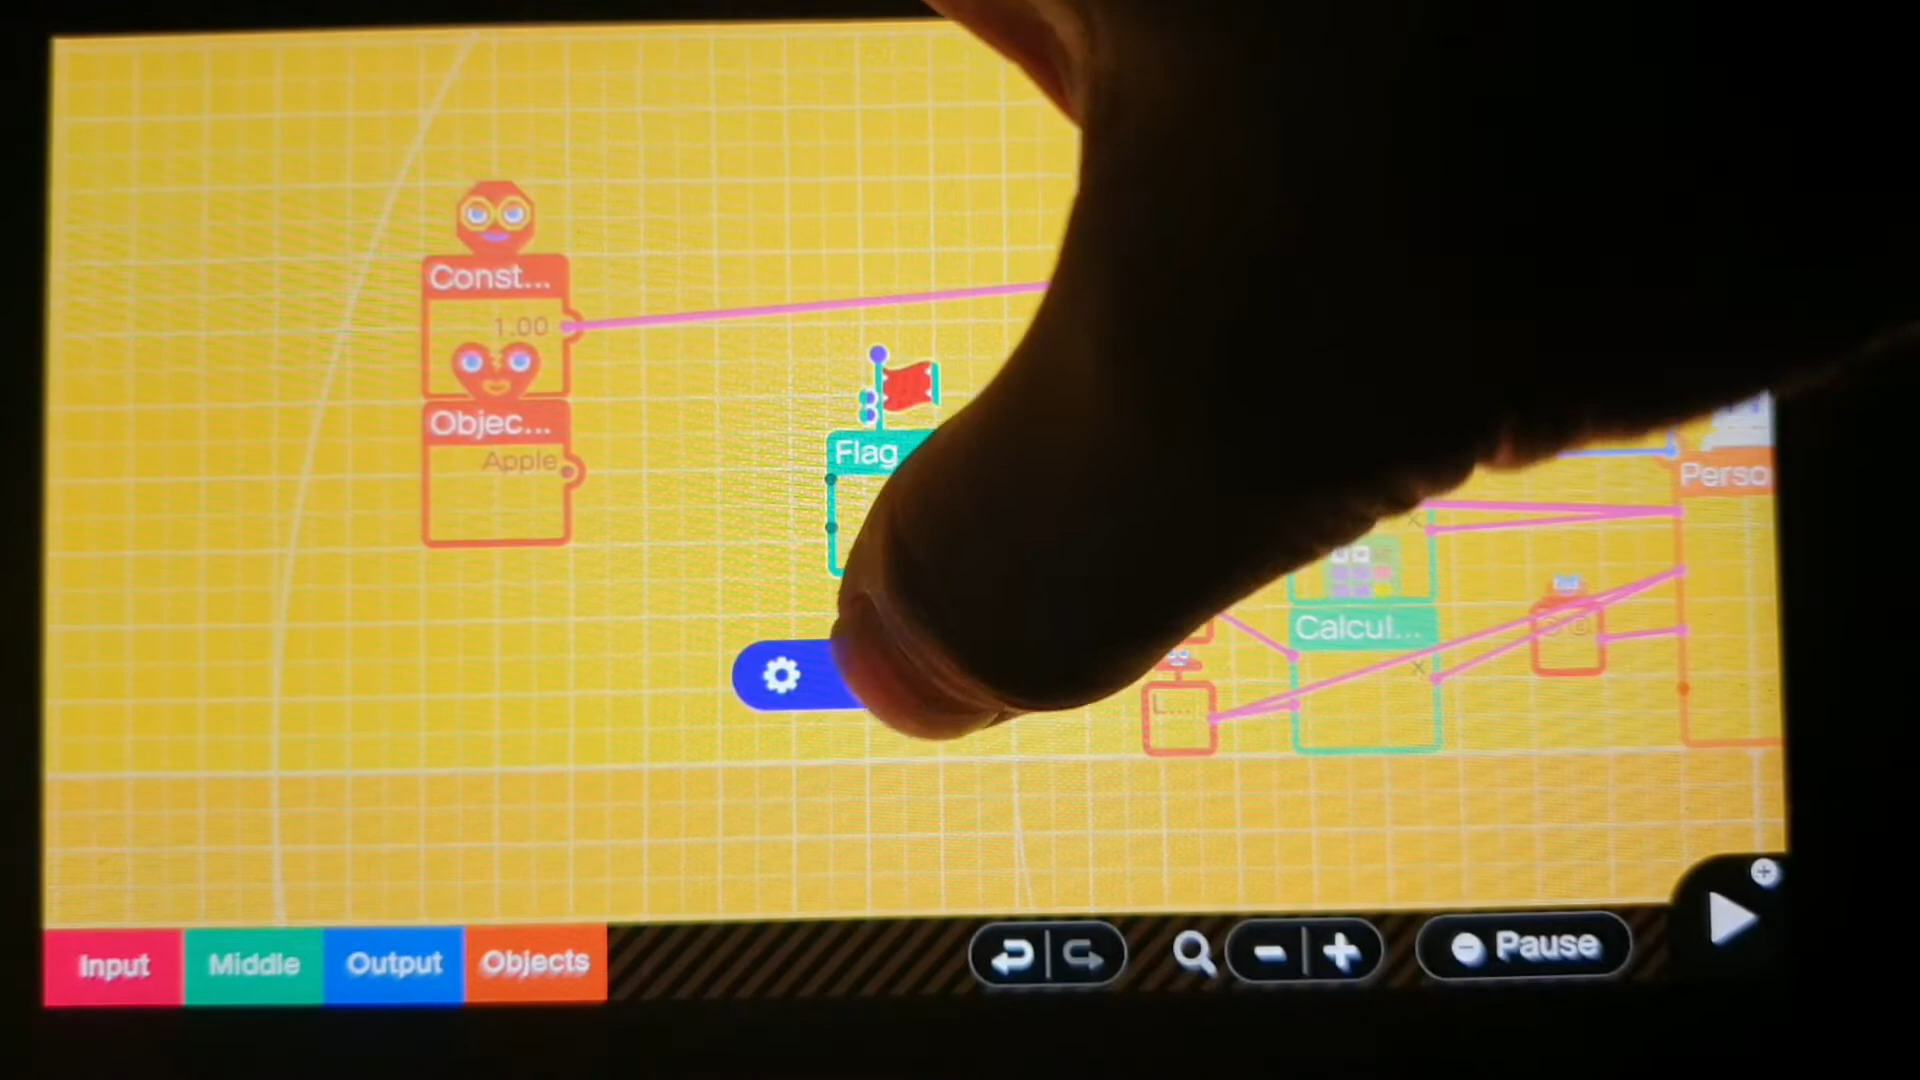 Const...
1.00
Objec...
Apple
Flag
Perso
Calcul...
L...
Input
Middle
Output
Objects
Pause